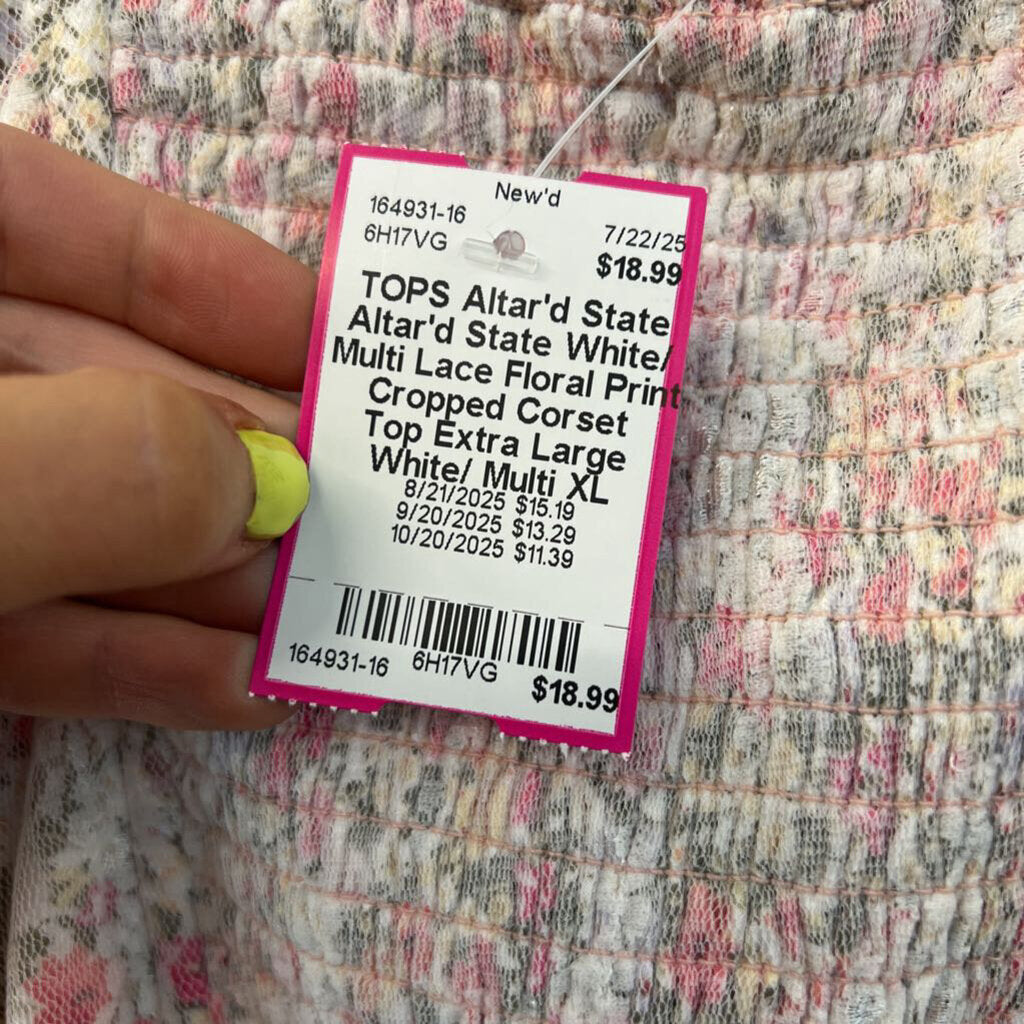 New'd
164931-16
6H17VG
7/22/25
$18.99
TOPS Altar'd State
Altar'd State White/
Multi Lace Floral Print
Cropped Corset
Top Extra Large
White/ Multi XL
8/21/2025 $15.19
9/20/2025 $13.29
10/20/2025 $11.39
164931-16 6H17VG
$18.99